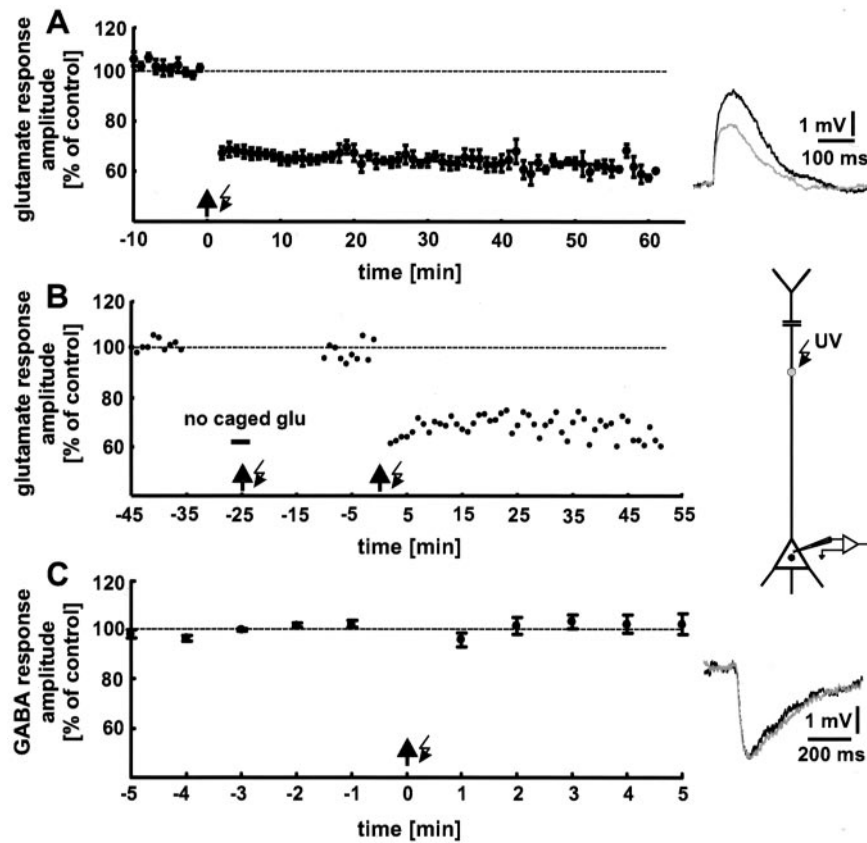 A
glutamate response
amplitude
[% of control]
120
100
80
60
-10
0
10
20
30
40
50
60
time [min]
1 mV
100 ms
B
glutamate response
amplitude
[% of control]
120
100
80
60
no caged glu
-45
-35
-25
-15
-5
5
15
25
35
45
55
time [min]
UV
C
GABA response
amplitude
[% of control]
120
100
80
60
-5
-4
-3
-2
-1
0
1
2
3
4
5
time [min]
1 mV
200 ms